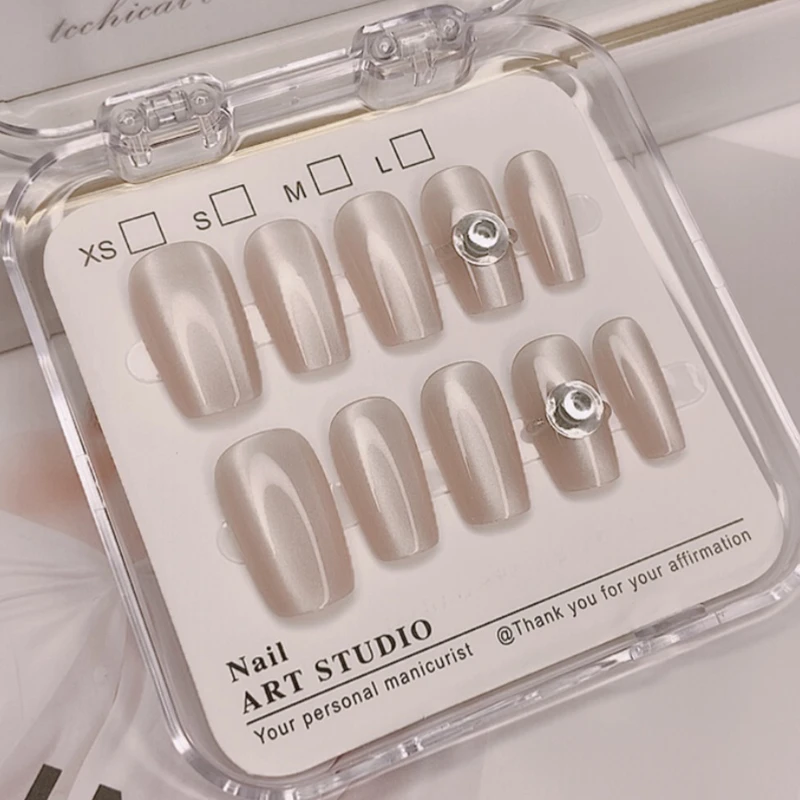 XS S M L
Nail
ART STUDIO
Your personal manicurist @Thank you for your affirmation